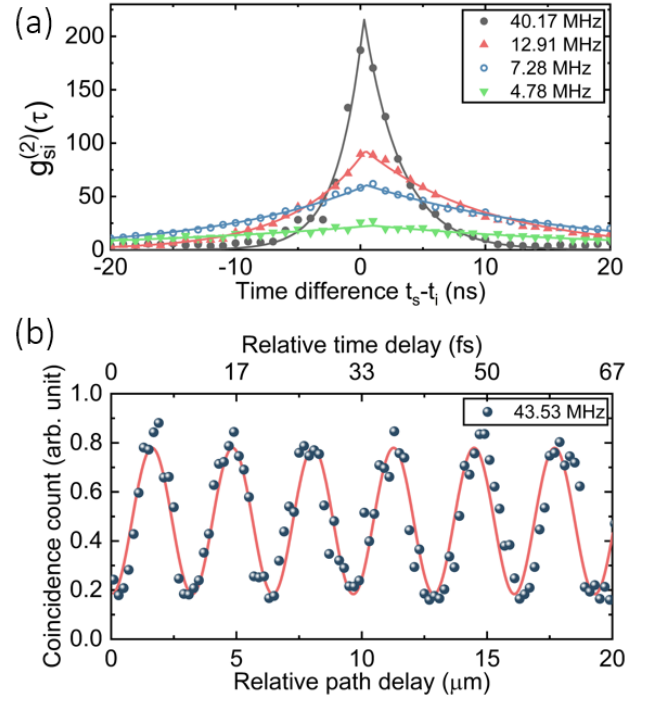 (a)
200
150
100
50
0
g_si^(2)(τ)
40.17 MHz
12.91 MHz
7.28 MHz
4.78 MHz
-20 -10 0 10 20
Time difference t_s-t_i (ns)
(b)
Relative time delay (fs)
0 17 33 50 67
1.0
0.8
0.6
0.4
0.2
0.0
Coincidence count (arb. unit)
43.53 MHz
0 5 10 15 20
Relative path delay (μm)